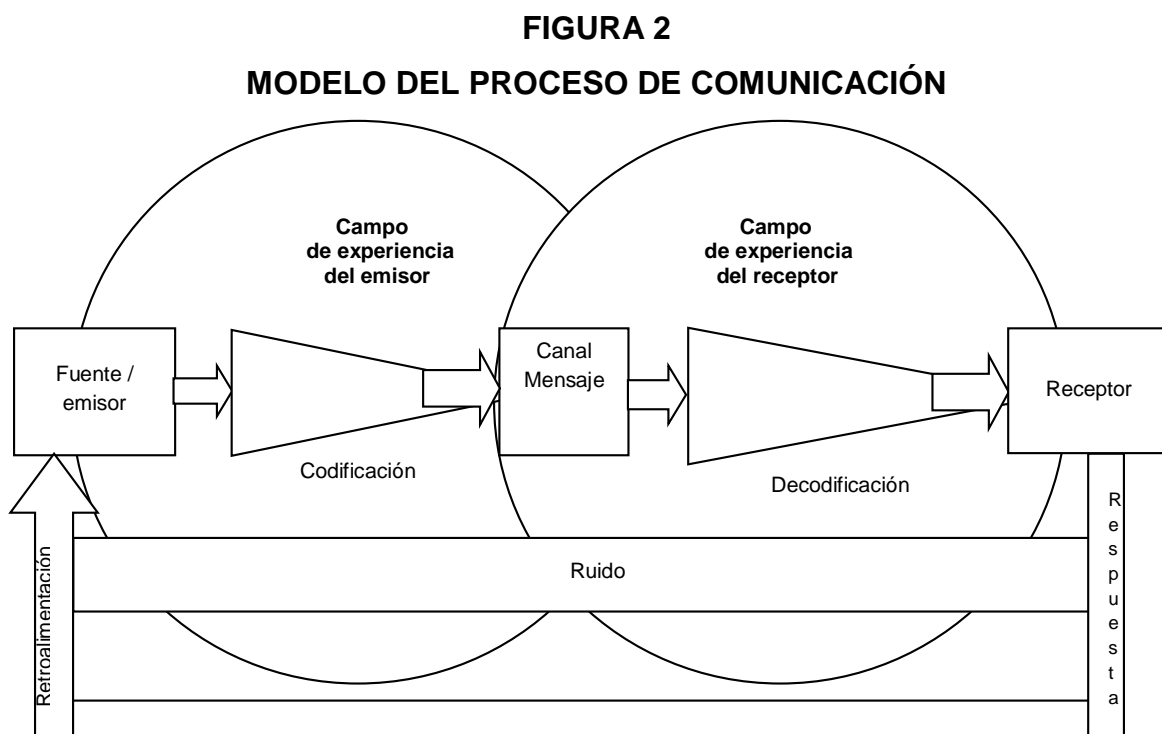 FIGURA 2
MODELO DEL PROCESO DE COMUNICACIÓN
Campo
de experiencia
del emisor
Campo
de experiencia
del receptor
Fuente /
emisor
Canal
Mensaje
Receptor
Codificación
Decodificación
Ruido
Retroalimentación
Respuesta